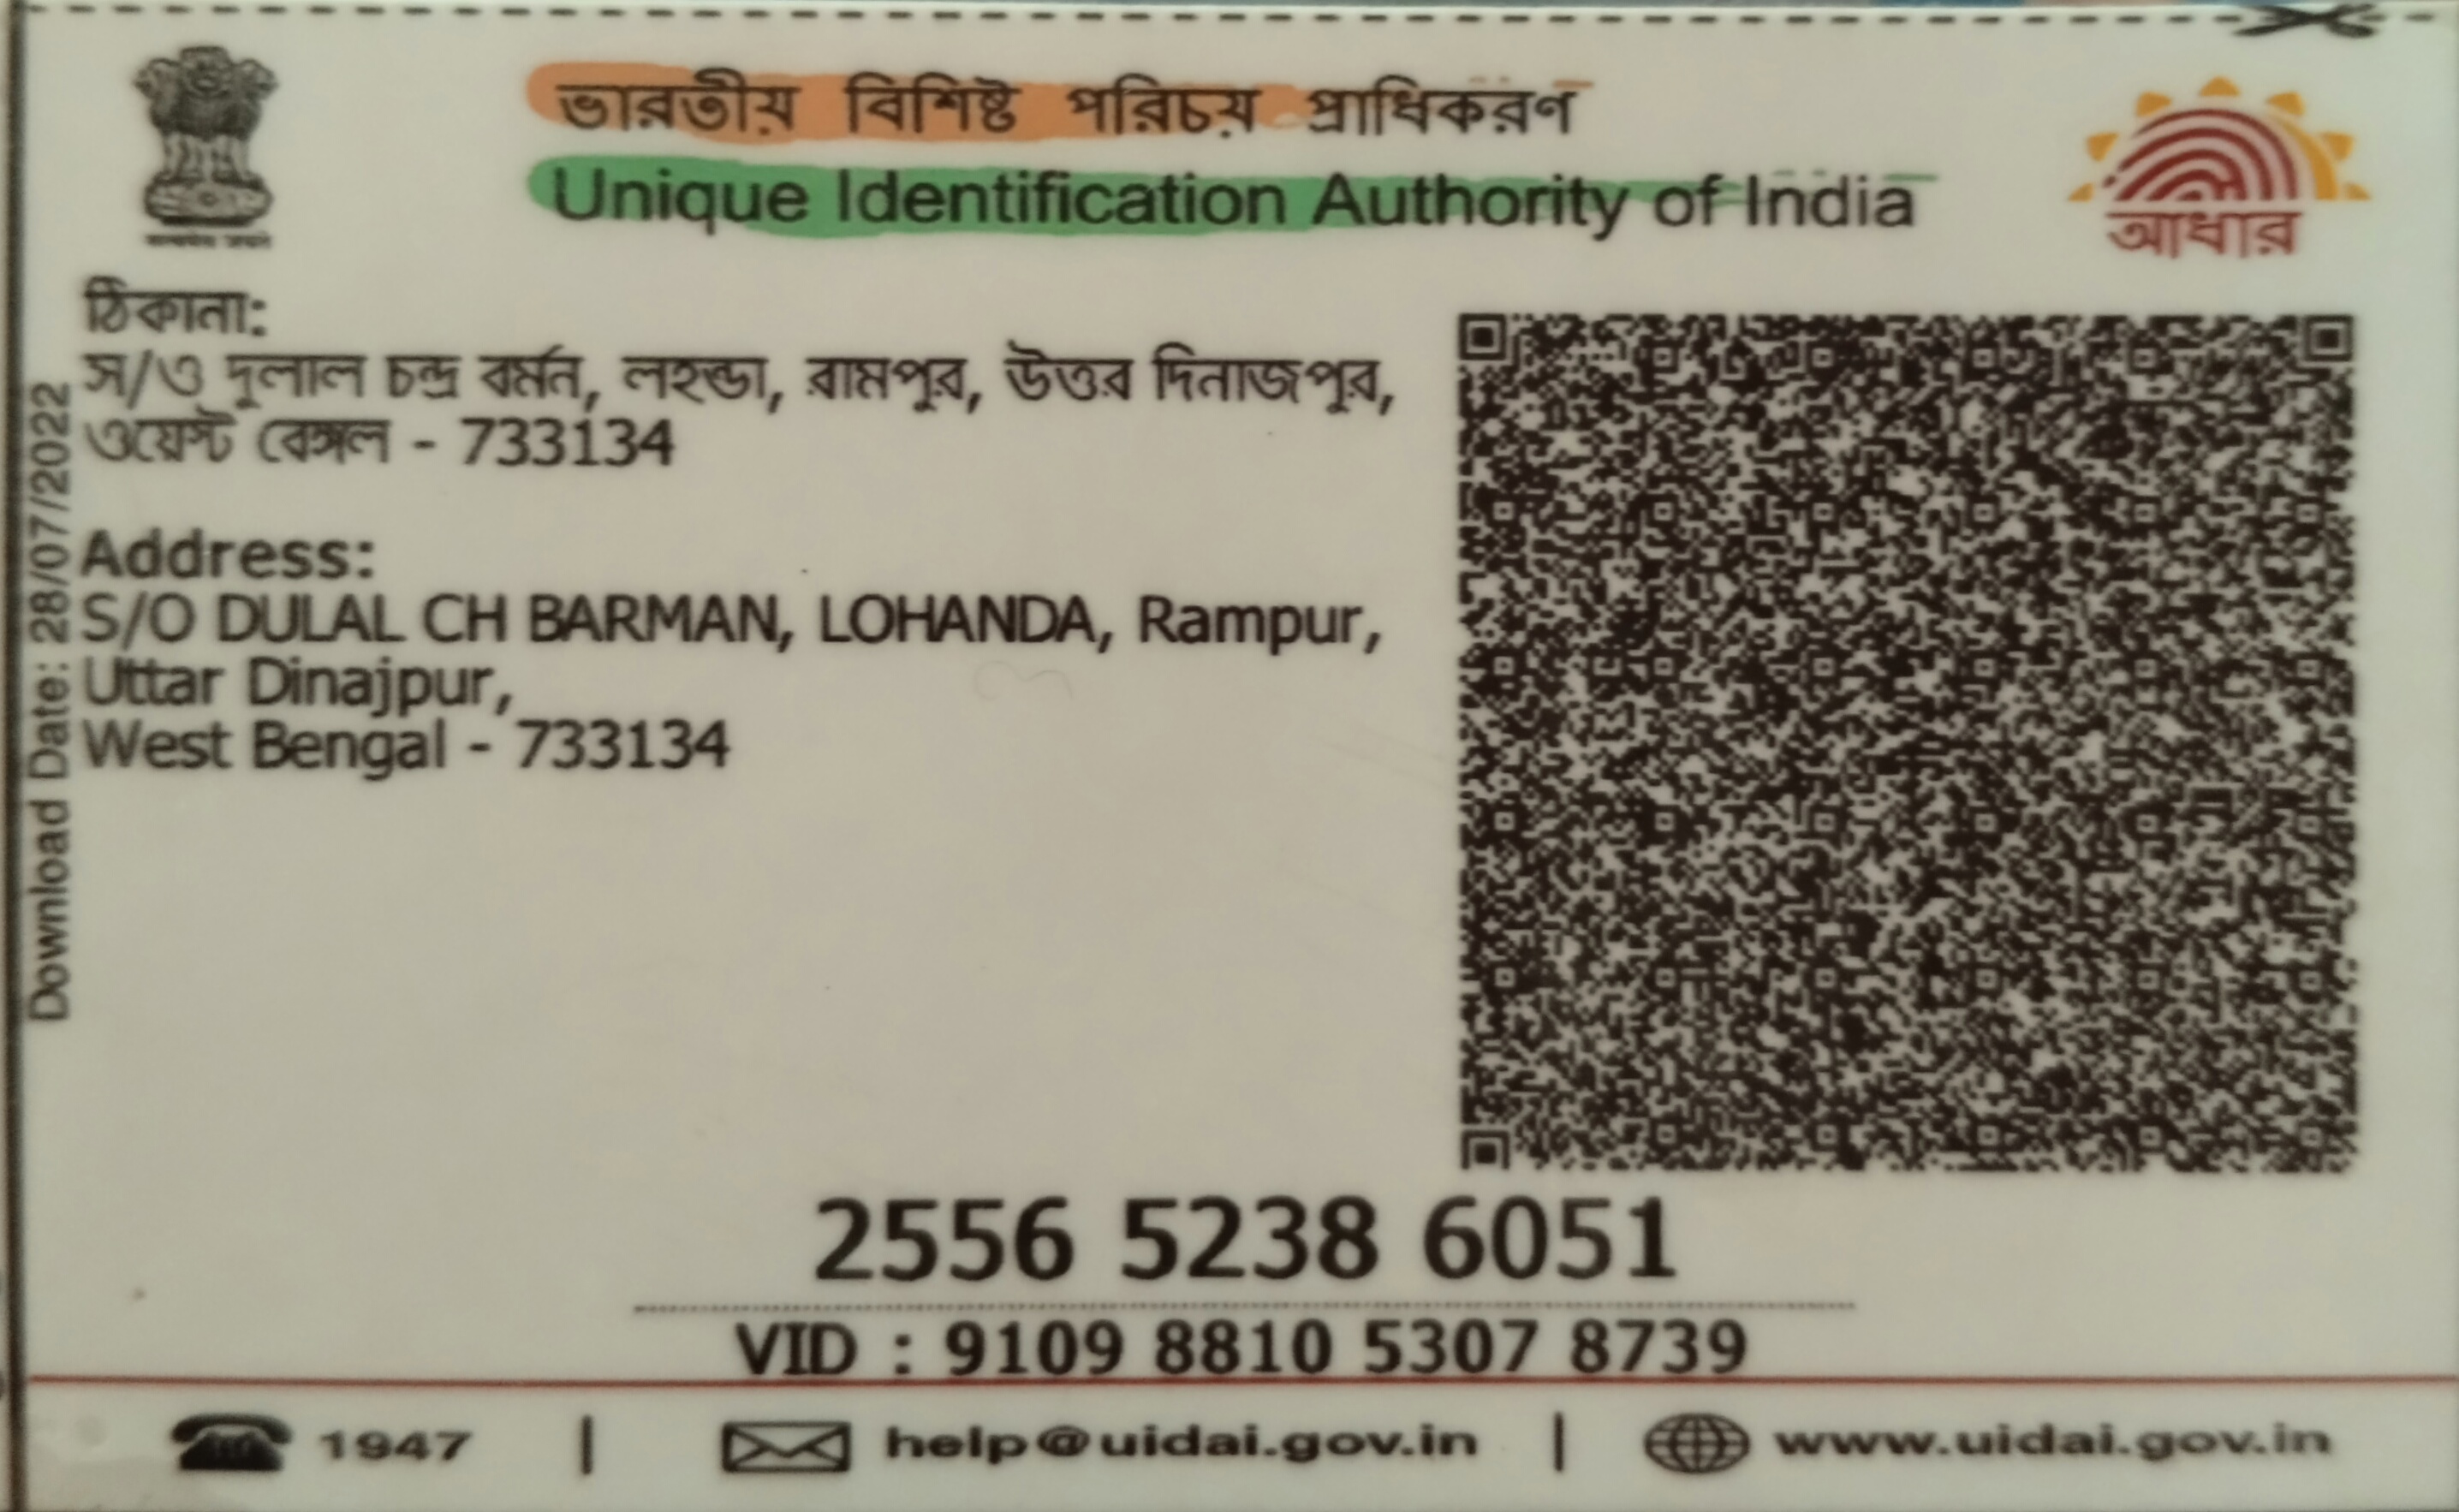 ভারতীয় বিশিষ্ট পরিচয় প্রাধিকরণ
Unique Identification Authority of India
আধার
ঠিকানা:
স/ও দুলাল চন্দ্র বর্মন, লহন্ডা, রামপুর, উত্তর দিনাজপুর,
ওয়েস্ট বেঙ্গল - 733134
Address:
S/O DULAL CH BARMAN, LOHANDA, Rampur,
Uttar Dinajpur,
West Bengal - 733134
Download Date: 28/07/2022
2556 5238 6051
VID : 9109 8810 5307 8739
1947 | help@uidai.gov.in | www.uidai.gov.in